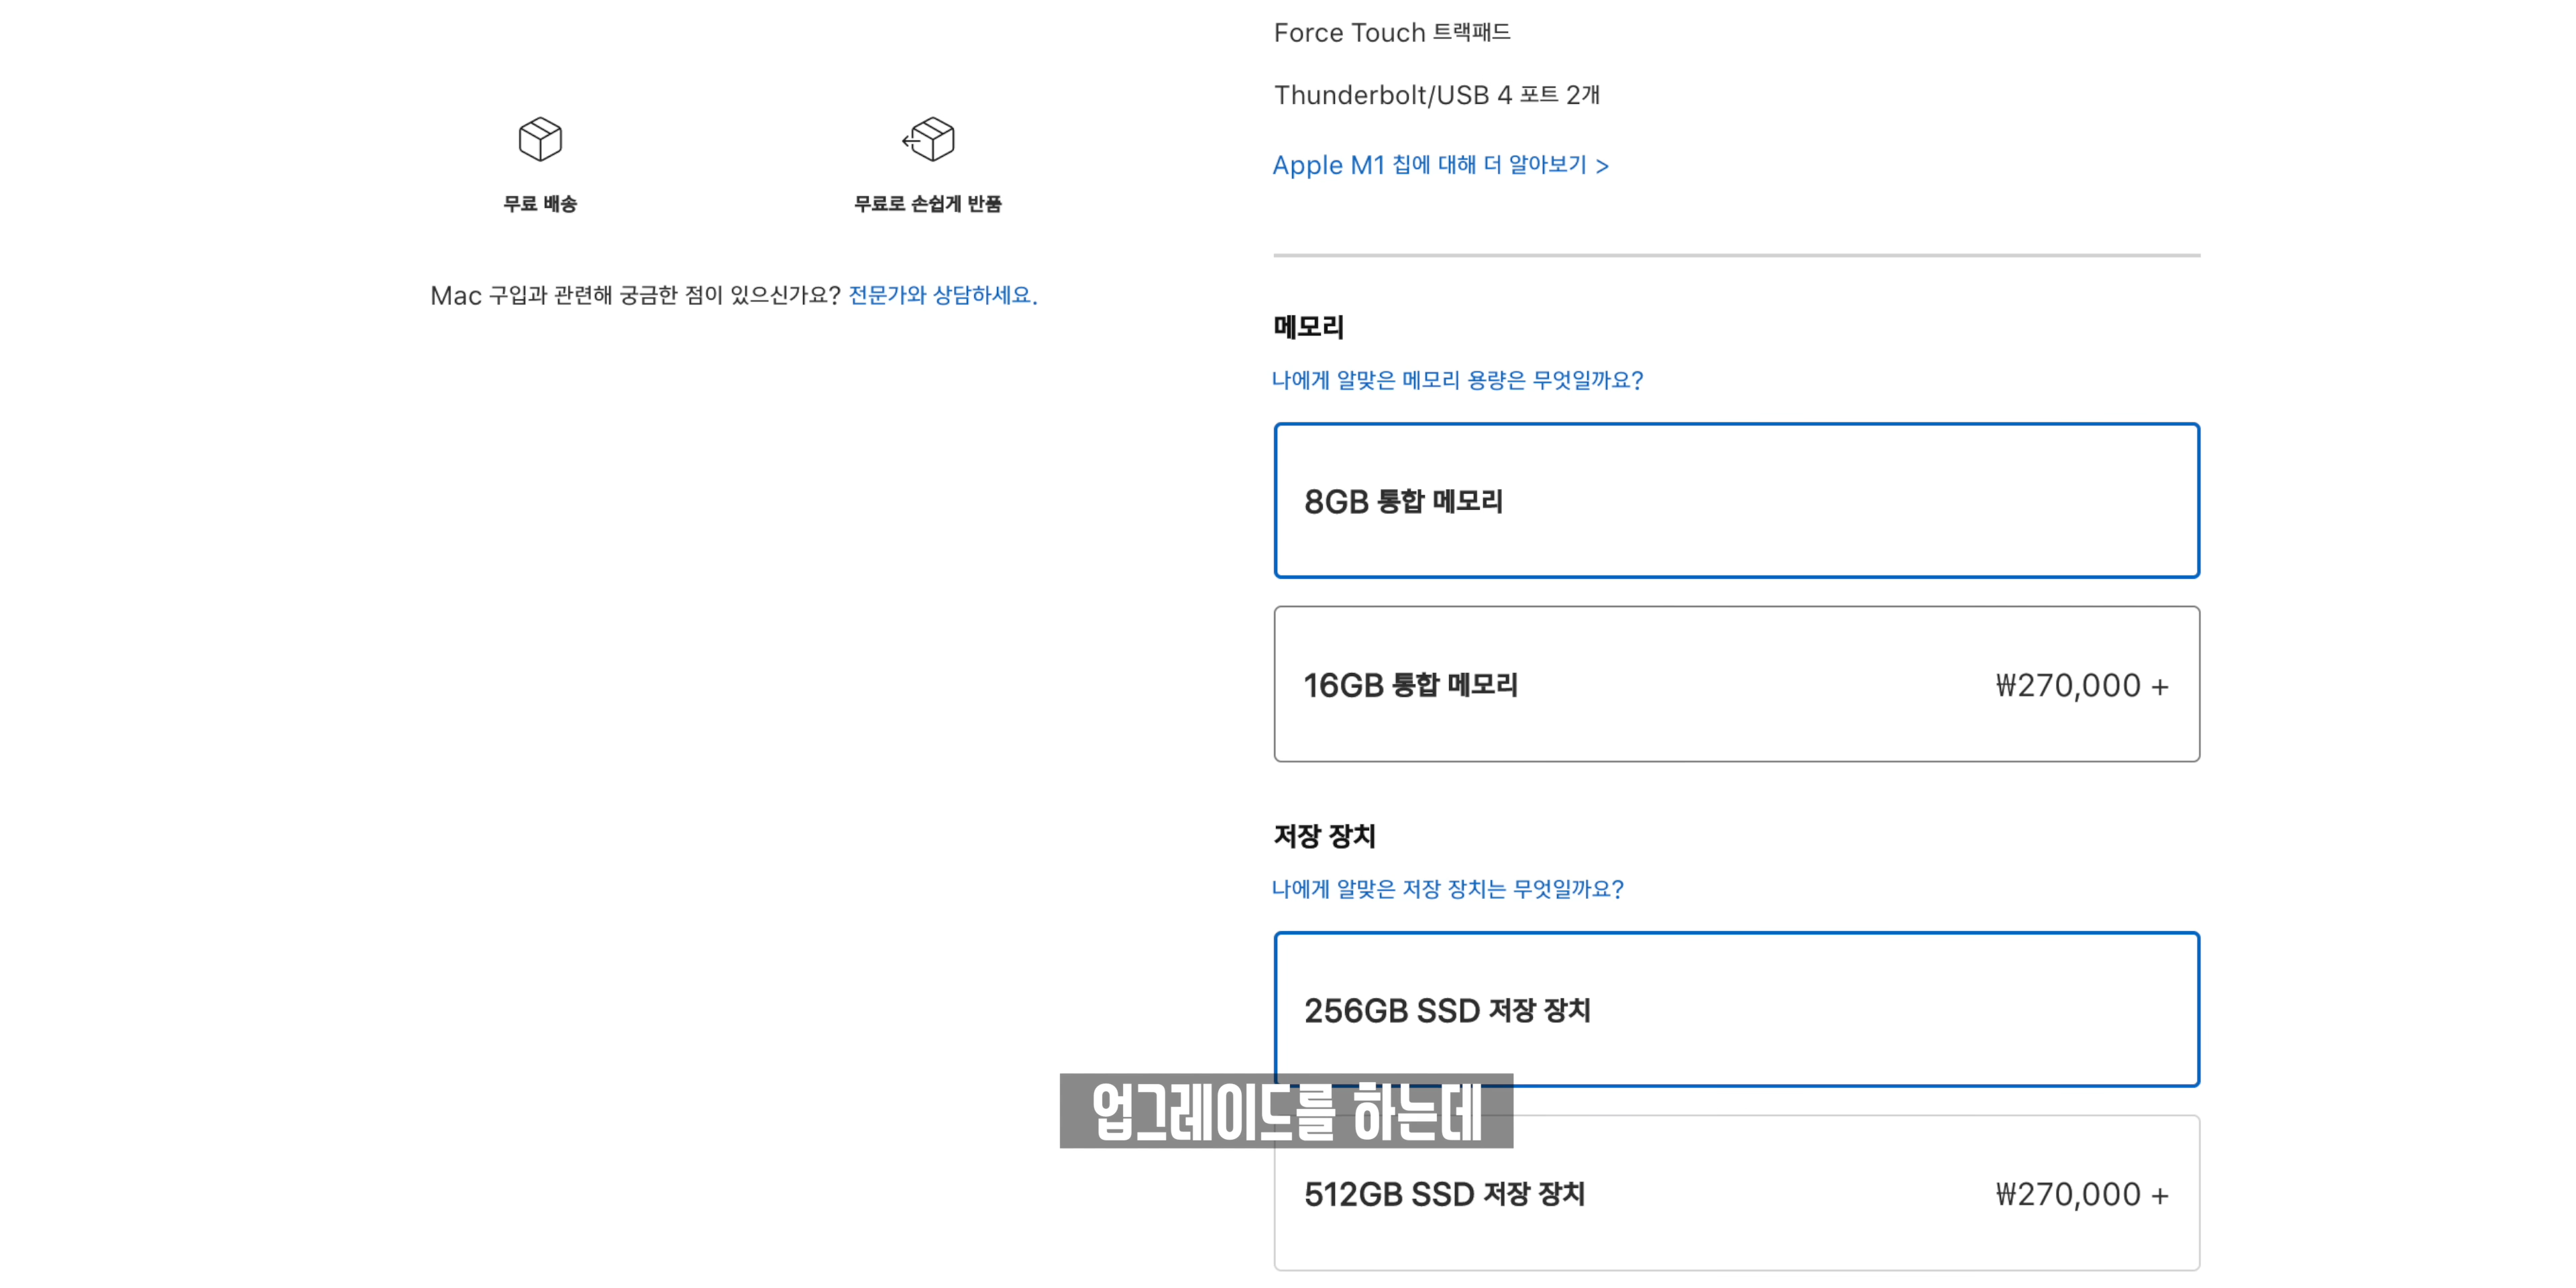 Force Touch 트랙패드
Thunderbolt/USB 4 포트 2개
Apple M1 칩에 대해 더 알아보기 >
무료 배송
무료로 손쉽게 반품
Mac 구입과 관련해 궁금한 점이 있으신가요? 전문가와 상담하세요.
메모리
나에게 알맞은 메모리 용량은 무엇일까요?
8GB 통합 메모리
16GB 통합 메모리 ₩270,000 +
저장 장치
나에게 알맞은 저장 장치는 무엇일까요?
256GB SSD 저장 장치
업그레이드를 하는데
512GB SSD 저장 장치 ₩270,000 +